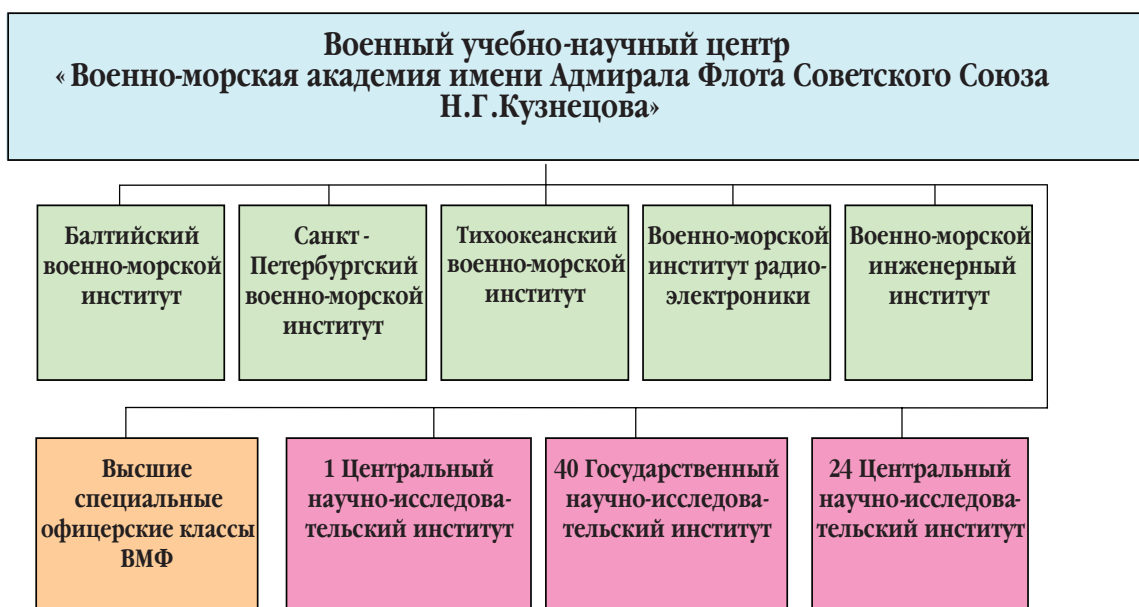 Военный учебно-научный центр
«Военно-морская академия имени Адмирала Флота Советского Союза
Н.Г.Кузнецова»
Балтийский
военно-морской
институт
Санкт-
Петербургский
военно-морской
институт
Тихоокеанский
военно-морской
институт
Военно-морской
институт радио-
электроники
Военно-морской
инженерный
институт
Высшие
специальные
офицерские классы
ВМФ
1 Центральный
научно-исследова-
тельский институт
40 Государственный
научно-исследова-
тельский институт
24 Центральный
научно-исследова-
тельский институт